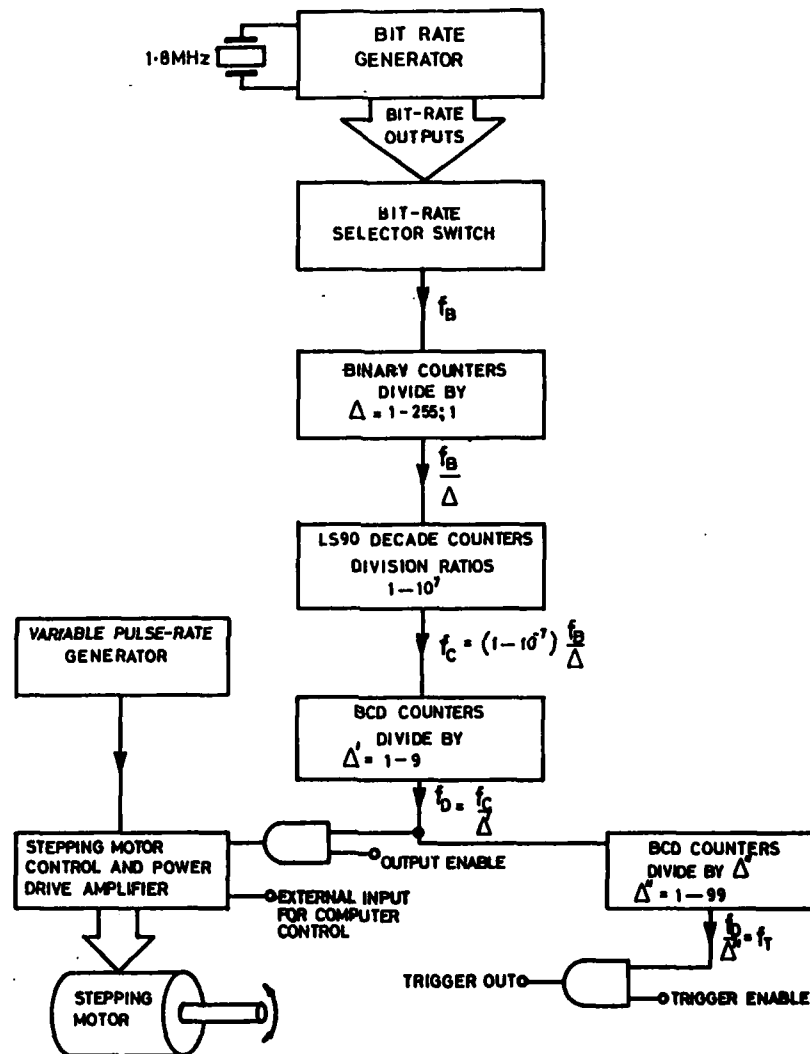 1·8MHz
BIT RATE
GENERATOR
BIT-RATE
OUTPUTS
BIT-RATE
SELECTOR SWITCH
f_B
BINARY COUNTERS
DIVIDE BY
Δ = 1-255;1
f_B
Δ
LS90 DECADE COUNTERS
DIVISION RATIOS
1—10⁷
VARIABLE PULSE-RATE
GENERATOR
f_C = (1—10⁻⁷) f_B
Δ
BCD COUNTERS
DIVIDE BY
Δ' = 1-9
f_D = f_C
Δ'
STEPPING MOTOR
CONTROL AND POWER
DRIVE AMPLIFIER
OUTPUT ENABLE
EXTERNAL INPUT
FOR COMPUTER
CONTROL
BCD COUNTERS
DIVIDE BY Δ"
Δ" = 1—99
f_D
Δ" = f_T
TRIGGER OUT
TRIGGER ENABLE
STEPPING
MOTOR